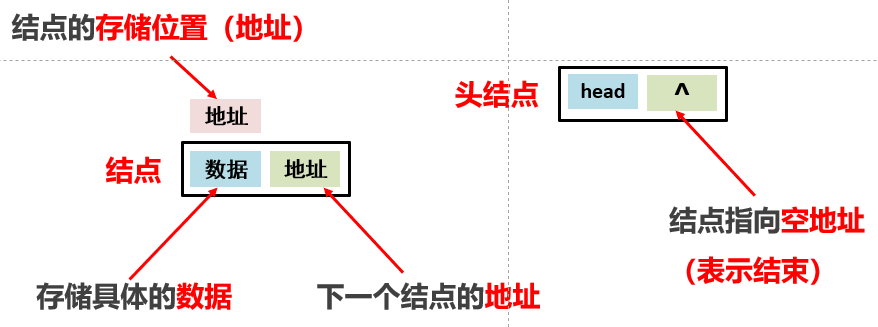 结点的存储位置（地址）
地址
结点
数据 地址
存储具体的数据
下一个结点的地址
头结点
head ^
结点指向空地址
（表示结束）